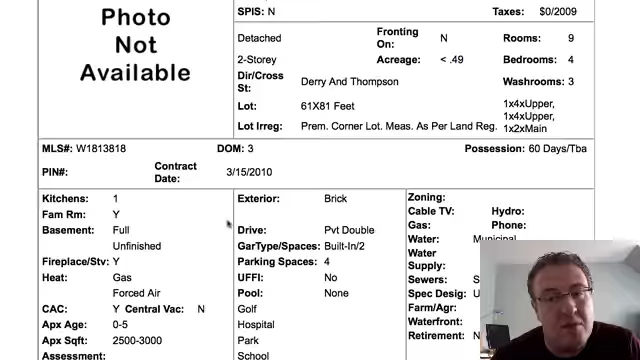 Photo
Not
Available
SPIS: N Taxes: $0/2009
Detached Fronting On: N Rooms: 9
2-Storey Acreage: < .49 Bedrooms: 4
Dir/Cross St: Derry And Thompson Washrooms: 3
Lot: 61X81 Feet 1x4xUpper,
1x4xUpper,
Lot Irreg: Prem. Corner Lot. Meas. As Per Land Reg. 1x2xMain
MLS#: W1813818 DOM: 3 Possession: 60 Days/Tba
PIN#: Contract Date: 3/15/2010
Kitchens: 1 Exterior: Brick Zoning:
Fam Rm: Y Cable TV: Hydro:
Basement: Full Drive: Pvt Double Gas: Phone:
Unfinished GarType/Spaces: Built-In/2 Water: Municipal
Fireplace/Stv: Y Parking Spaces: 4 Water Supply:
Heat: Gas UFFI: No Sewers: S
Forced Air Pool: None Spec Desig: U
CAC: Y Central Vac: N Golf Farm/Agr:
Apx Age: 0-5 Hospital Waterfront:
Apx Sqft: 2500-3000 Park Retirement: N
Assessment: School